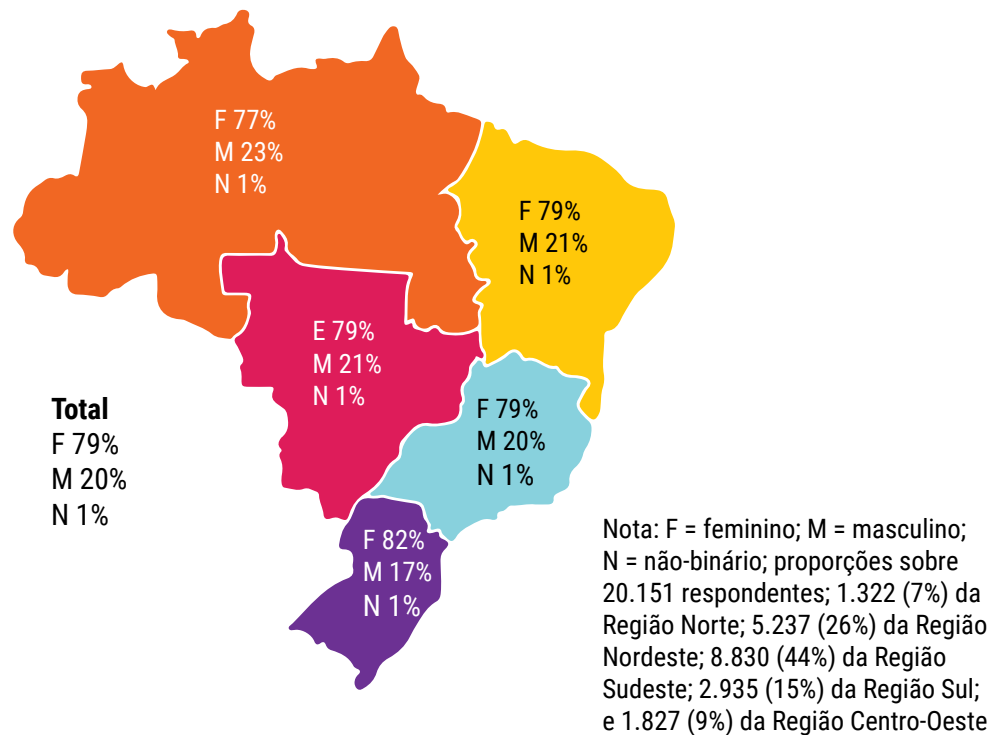 F 77%
M 23%
N 1%
F 79%
M 21%
N 1%
E 79%
M 21%
N 1%
F 79%
M 20%
N 1%
F 82%
M 17%
N 1%
Total
F 79%
M 20%
N 1%
Nota: F = feminino; M = masculino;
N = não-binário; proporções sobre
20.151 respondentes; 1.322 (7%) da
Região Norte; 5.237 (26%) da Região
Nordeste; 8.830 (44%) da Região
Sudeste; 2.935 (15%) da Região Sul;
e 1.827 (9%) da Região Centro-Oeste